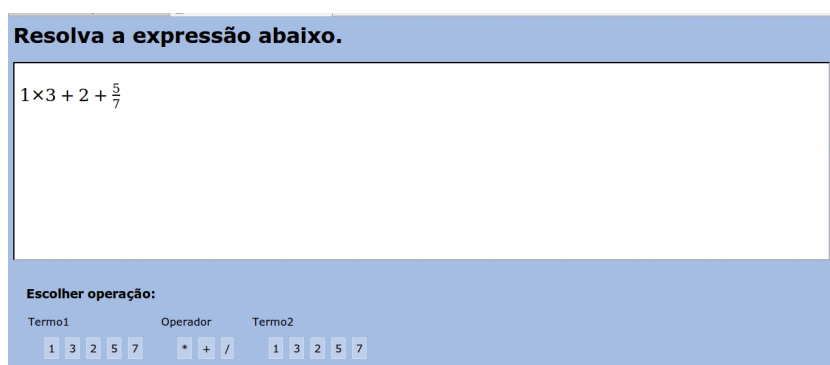 Resolva a expressão abaixo.
1×3 + 2 + 5/7
Escolher operação:
Termo1 Operador Termo2
1 3 2 5 7 * + / 1 3 2 5 7